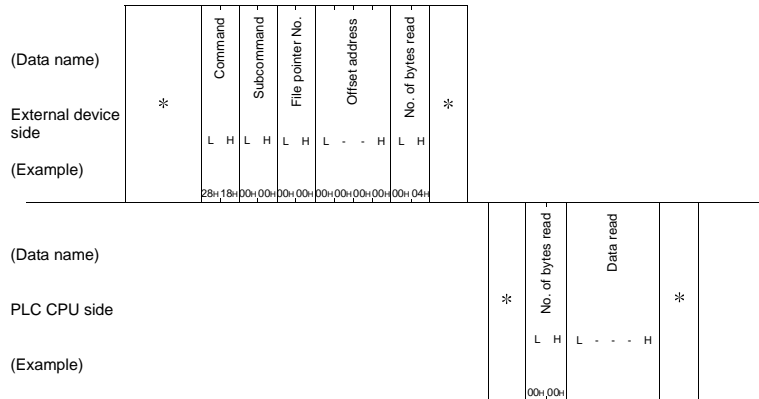 (Data name)
External device
side
(Example)
*
Command
L H
28H 18H
Subcommand
L H
00H 00H
File pointer No.
L H
00H 00H
Offset address
L - - H
00H 00H 00H 00H
No. of bytes read
L H
00H 04H
*
(Data name)
PLC CPU side
(Example)
*
No. of bytes read
L H
00H 00H
Data read
L - - - H
*